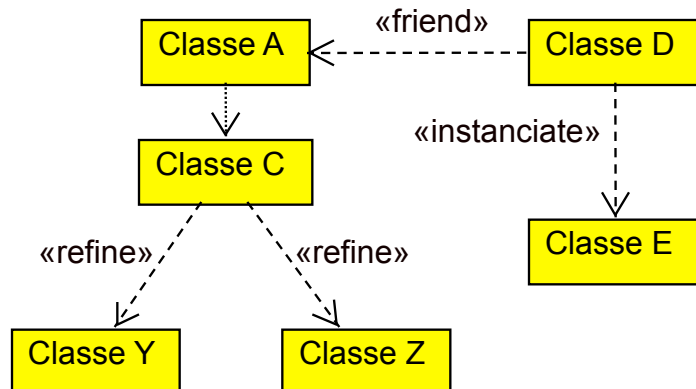 «friend»
Classe A
Classe D
«instanciate»
Classe C
«refine»
«refine»
Classe E
Classe Y
Classe Z